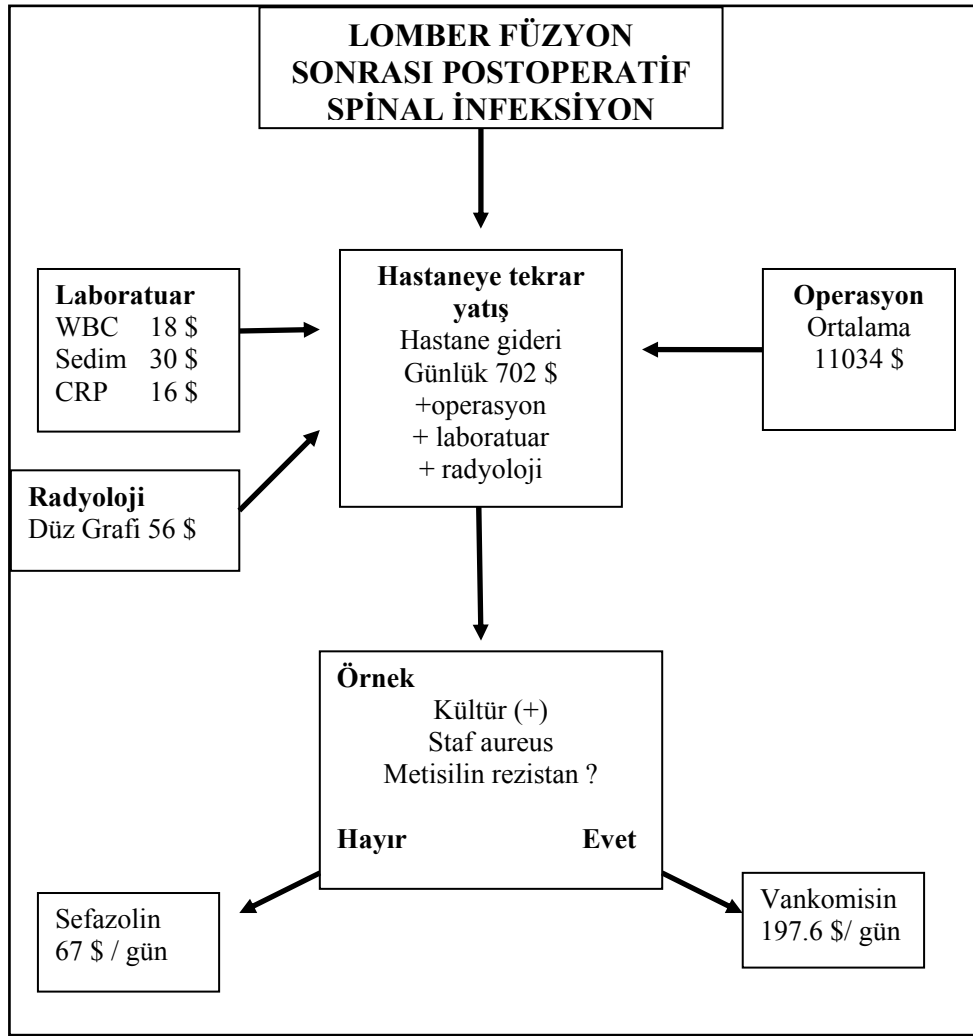 LOMBER FÜZYON
SONRASI POSTOPERATİF
SPİNAL İNFEKSİYON
Laboratuar
WBC 18 $
Sedim 30 $
CRP 16 $
Hastaneye tekrar
yatış
Hastane gideri
Günlük 702 $
+operasyon
+ laboratuar
+ radyoloji
Operasyon
Ortalama
11034 $
Radyoloji
Düz Grafi 56 $
Örnek
Kültür (+)
Staf aureus
Metisilin rezistan ?
Hayır Evet
Sefazolin
67 $ / gün
Vankomisin
197.6 $/ gün